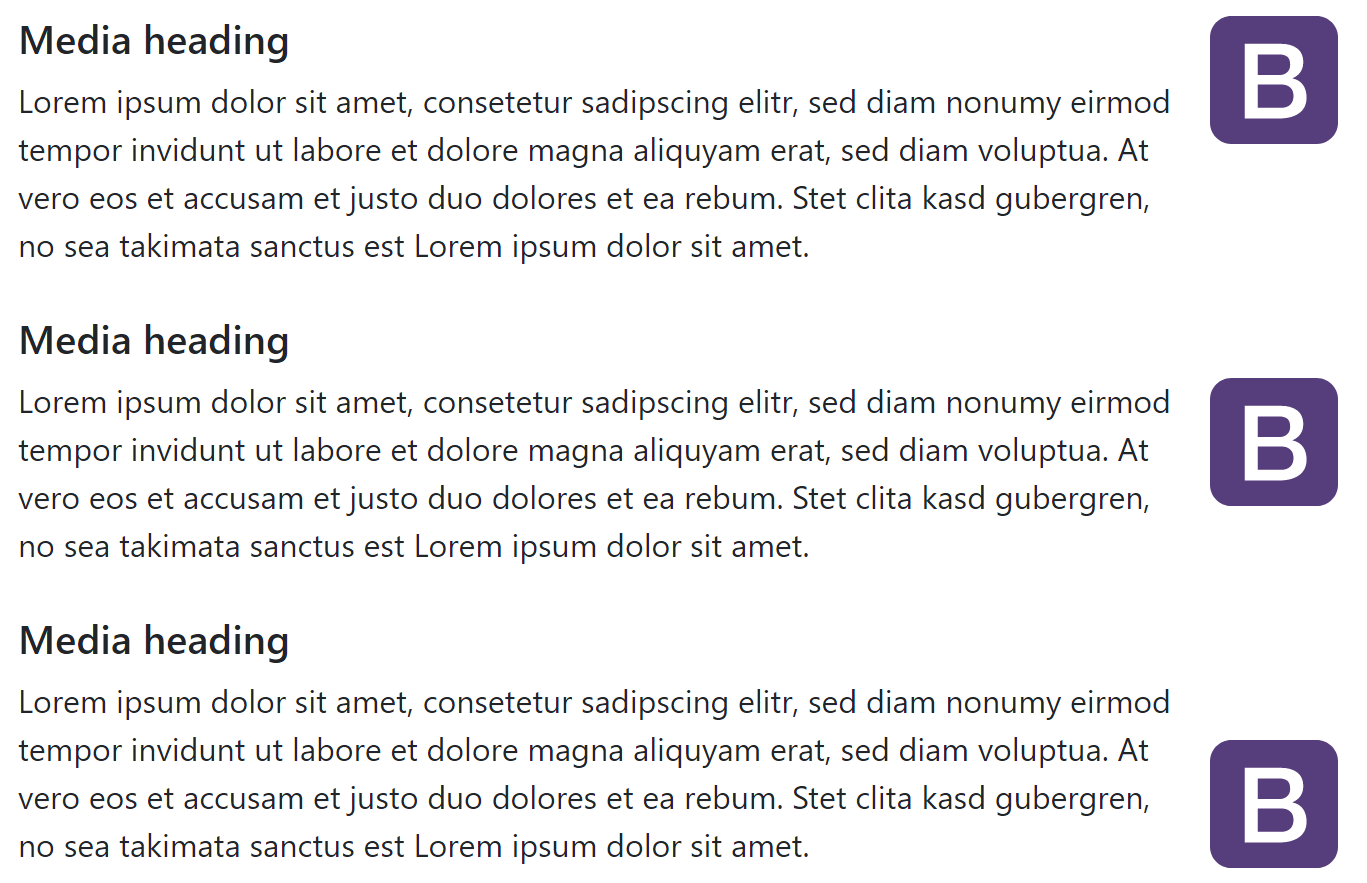 Media heading
B
Lorem ipsum dolor sit amet, consetetur sadipscing elitr, sed diam nonumy eirmod
tempor invidunt ut labore et dolore magna aliquyam erat, sed diam voluptua. At
vero eos et accusam et justo duo dolores et ea rebum. Stet clita kasd gubergren,
no sea takimata sanctus est Lorem ipsum dolor sit amet.
Media heading
Lorem ipsum dolor sit amet, consetetur sadipscing elitr, sed diam nonumy eirmod
tempor invidunt ut labore et dolore magna aliquyam erat, sed diam voluptua. At
B
vero eos et accusam et justo duo dolores et ea rebum. Stet clita kasd gubergren,
no sea takimata sanctus est Lorem ipsum dolor sit amet.
Media heading
Lorem ipsum dolor sit amet, consetetur sadipscing elitr, sed diam nonumy eirmod
tempor invidunt ut labore et dolore magna aliquyam erat, sed diam voluptua. At
vero eos et accusam et justo duo dolores et ea rebum. Stet clita kasd gubergren,
B
no sea takimata sanctus est Lorem ipsum dolor sit amet.